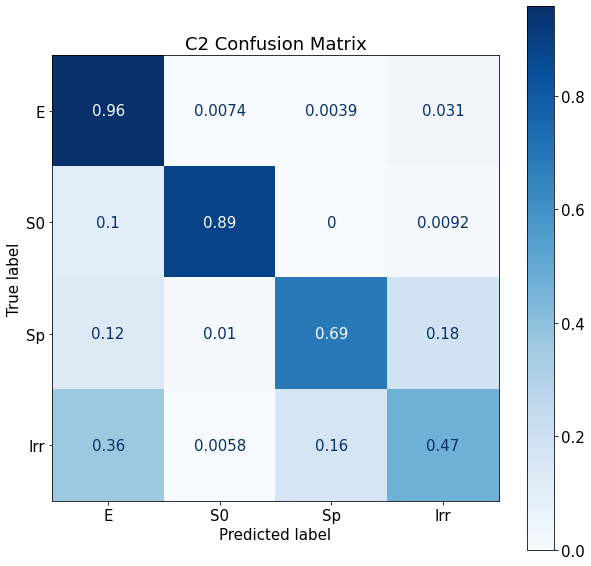 C2 Confusion Matrix
E 0.96 0.0074 0.0039 0.031
S0 0.1 0.89 0 0.0092
Sp 0.12 0.01 0.69 0.18
Irr 0.36 0.0058 0.16 0.47
E S0 Sp Irr
Predicted label
True label
0.8
0.6
0.4
0.2
0.0